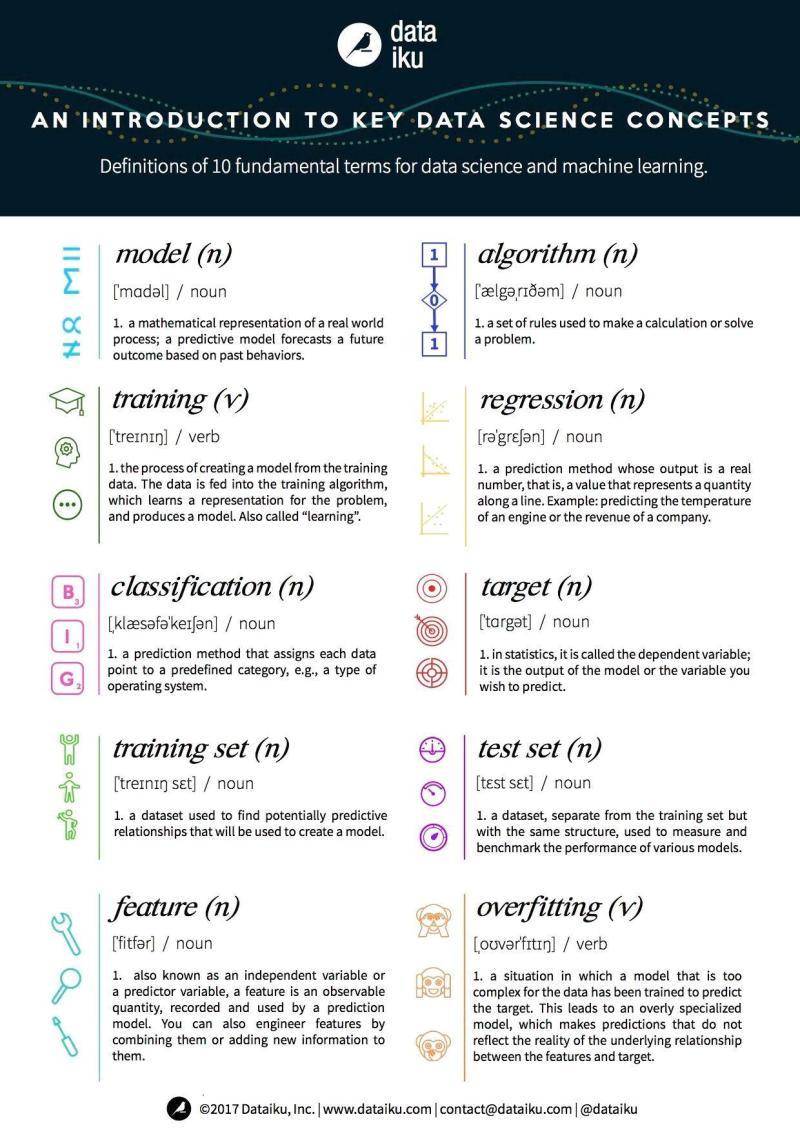 data
iku
AN INTRODUCTION TO KEY DATA SCIENCE CONCEPTS
Definitions of 10 fundamental terms for data science and machine learning.
model (n)
[ˈmɑdəl] / noun
1. a mathematical representation of a real world
process; a predictive model forecasts a future
outcome based on past behaviors.
1
0
1
algorithm (n)
[ˈælgəˌrɪðəm] / noun
1. a set of rules used to make a calculation or solve
a problem.
training (v)
[ˈtreɪnɪŋ] / verb
1. the process of creating a model from the training
data. The data is fed into the training algorithm,
which learns a representation for the problem,
and produces a model. Also called “learning”.
regression (n)
[rəˈgrɛʃən] / noun
1. a prediction method whose output is a real
number, that is, a value that represents a quantity
along a line. Example: predicting the temperature
of an engine or the revenue of a company.
B3
I1
G2
classification (n)
[ˌklæsəfəˈkeɪʃən] / noun
1. a prediction method that assigns each data
point to a predefined category, e.g., a type of
operating system.
target (n)
[ˈtɑrgət] / noun
1. in statistics, it is called the dependent variable;
it is the output of the model or the variable you
wish to predict.
training set (n)
[ˈtreɪnɪŋ sɛt] / noun
1. a dataset used to find potentially predictive
relationships that will be used to create a model.
test set (n)
[tɛst sɛt] / noun
1. a dataset, separate from the training set but
with the same structure, used to measure and
benchmark the performance of various models.
feature (n)
[ˈfitʃər] / noun
1. also known as an independent variable or
a predictor variable, a feature is an observable
quantity, recorded and used by a prediction
model. You can also engineer features by
combining them or adding new information to
them.
overfitting (v)
[ˌoʊvərˈfɪtɪŋ] / verb
1. a situation in which a model that is too
complex for the data has been trained to predict
the target. This leads to an overly specialized
model, which makes predictions that do not
reflect the reality of the underlying relationship
between the features and target.
©2017 Dataiku, Inc. | www.dataiku.com | contact@dataiku.com | @dataiku